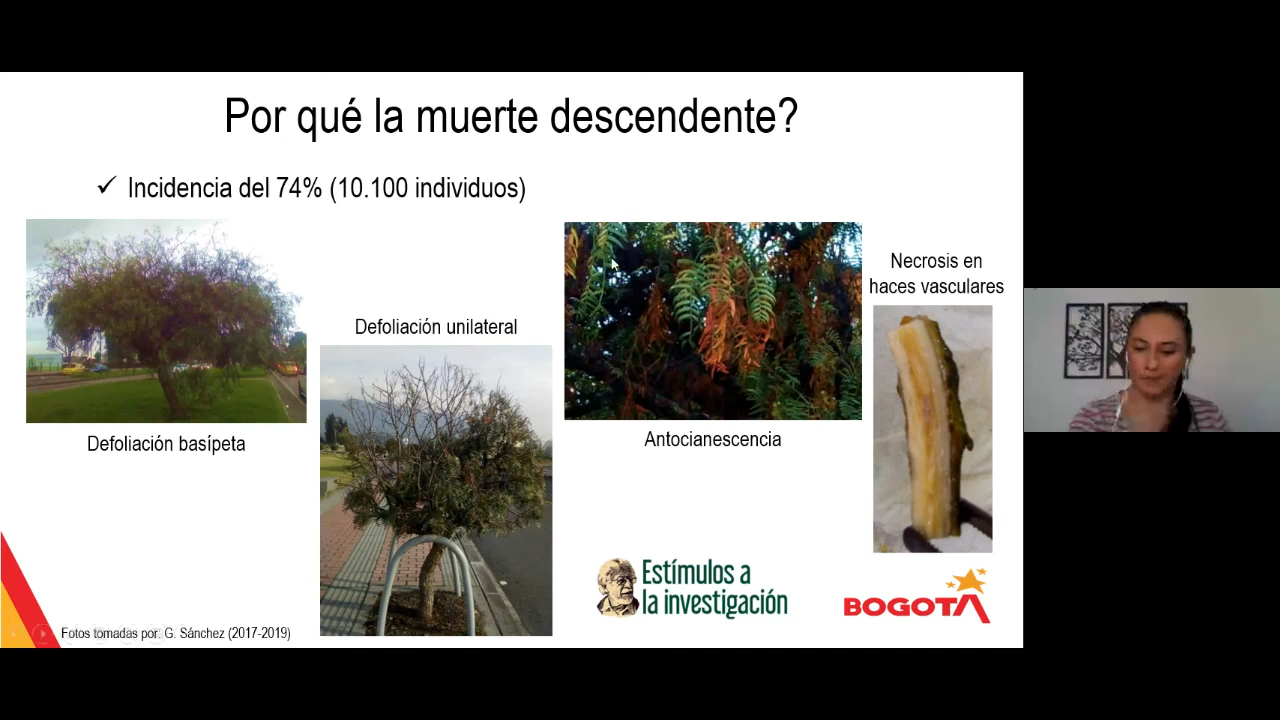 Por qué la muerte descendente?
✓ Incidencia del 74% (10.100 individuos)
Defoliación basípeta
Defoliación unilateral
Antocianescencia
Necrosis en
haces vasculares
Estímulos a
la investigación
BOGOTÁ
Fotos tomadas por: G. Sánchez (2017-2019)